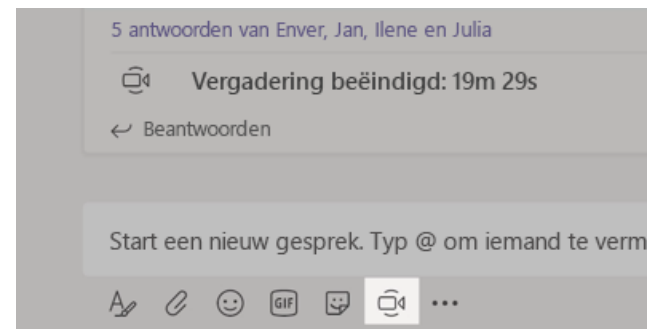 5 antwoorden van Enver, Jan, Ilene en Julia
Vergadering beëindigd: 19m 29s
Beantwoorden
Start een nieuw gesprek. Typ @ om iemand te verm
GIF